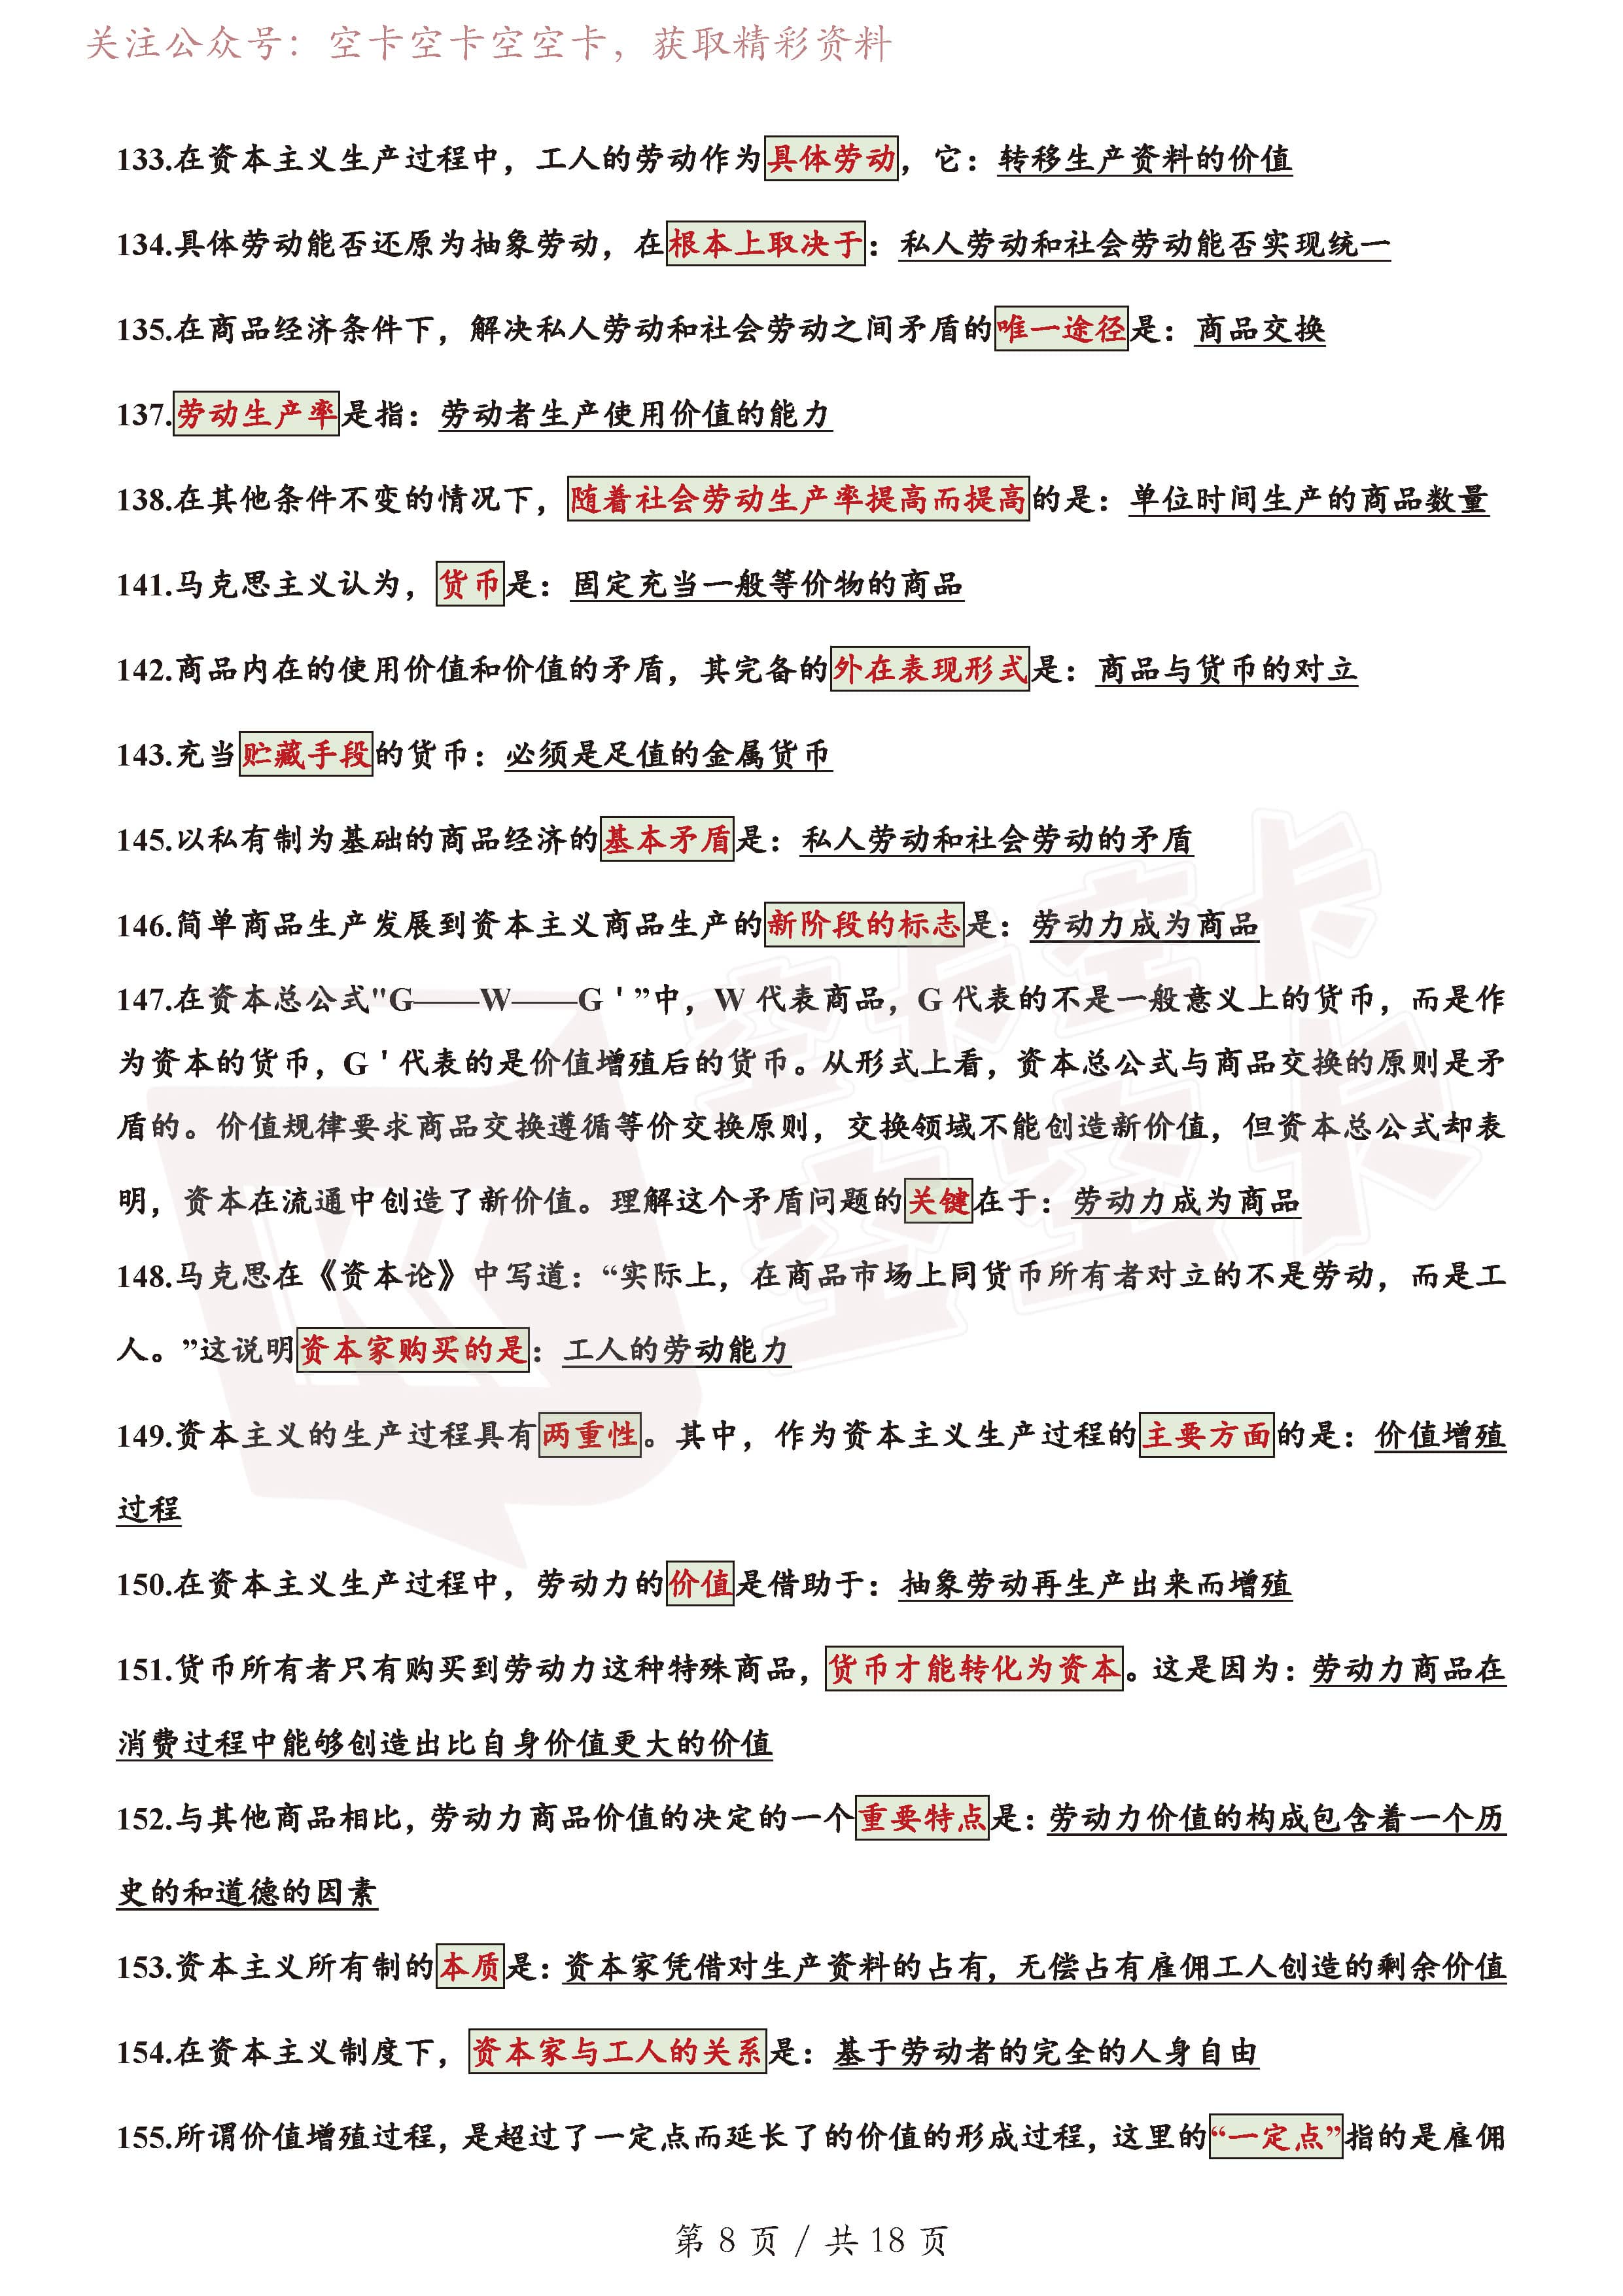 关注公众号：空卡空卡空空卡，获取精彩资料
133.在资本主义生产过程中，工人的劳动作为具体劳动，它：转移生产资料的价值
134.具体劳动能否还原为抽象劳动，在根本上取决于：私人劳动和社会劳动能否实现统一
135.在商品经济条件下，解决私人劳动和社会劳动之间矛盾的唯一途径是：商品交换
137.劳动生产率是指：劳动者生产使用价值的能力
138.在其他条件不变的情况下，随着社会劳动生产率提高而提高的是：单位时间生产的商品数量
141.马克思主义认为，货币是：固定充当一般等价物的商品
142.商品内在的使用价值和价值的矛盾，其完备的外在表现形式是：商品与货币的对立
143.充当贮藏手段的货币：必须是足值的金属货币
145.以私有制为基础的商品经济的基本矛盾是：私人劳动和社会劳动的矛盾
146.简单商品生产发展到资本主义商品生产的新阶段的标志是：劳动力成为商品
147.在资本总公式"G——W——G＇”中，W 代表商品，G 代表的不是一般意义上的货币，而是作
为资本的货币，G＇代表的是价值增殖后的货币。从形式上看，资本总公式与商品交换的原则是矛
盾的。价值规律要求商品交换遵循等价交换原则，交换领域不能创造新价值，但资本总公式却表
明，资本在流通中创造了新价值。理解这个矛盾问题的关键在于：劳动力成为商品
148.马克思在《资本论》中写道：“实际上，在商品市场上同货币所有者对立的不是劳动，而是工
人。”这说明资本家购买的是：工人的劳动能力
149.资本主义的生产过程具有两重性。其中，作为资本主义生产过程的主要方面的是：价值增殖
过程
150.在资本主义生产过程中，劳动力的价值是借助于：抽象劳动再生产出来而增殖
151.货币所有者只有购买到劳动力这种特殊商品，货币才能转化为资本。这是因为：劳动力商品在
消费过程中能够创造出比自身价值更大的价值
152.与其他商品相比，劳动力商品价值的决定的一个重要特点是：劳动力价值的构成包含着一个历
史的和道德的因素
153.资本主义所有制的本质是：资本家凭借对生产资料的占有，无偿占有雇佣工人创造的剩余价值
154.在资本主义制度下，资本家与工人的关系是：基于劳动者的完全的人身自由
155.所谓价值增殖过程，是超过了一定点而延长了的价值的形成过程，这里的“一定点”指的是雇佣
空卡空卡空空卡
第 8 页 / 共 18 页